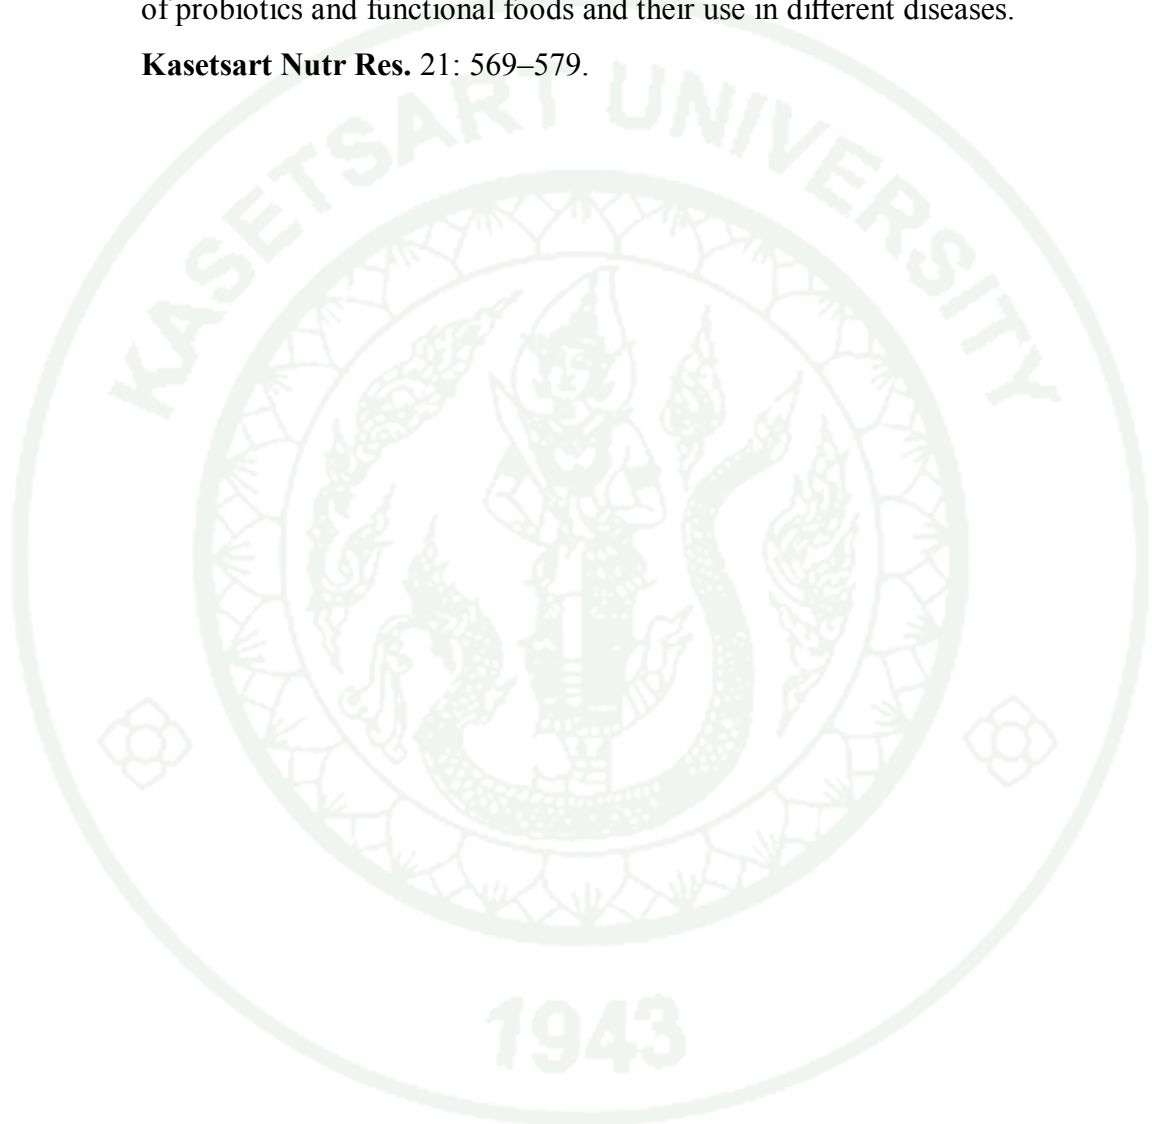 of probiotics and functional foods and their use in different diseases.
Kasetsart Nutr Res. 21: 569–579.
KASETSART UNIVERSITY
1943